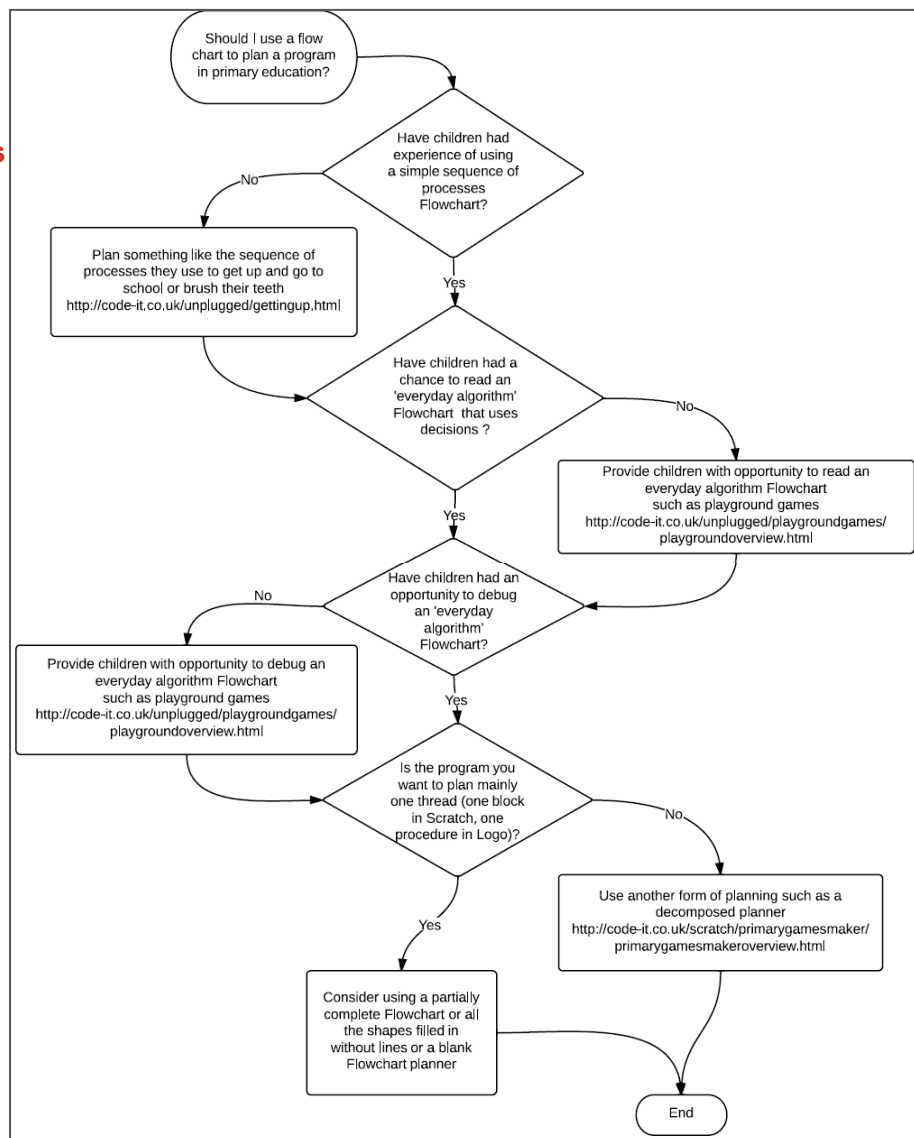 Should I use a flow
chart to plan a program
in primary education?
Have children had
experience of using
a simple sequence of
processes
Flowchart?
s
No
Plan something like the sequence of
processes they use to get up and go to
school or brush their teeth
http://code-it.co.uk/unplugged/gettingup.html
Yes
Have children had a
chance to read an
'everyday algorithm'
Flowchart that uses
decisions ?
No
Provide children with opportunity to read an
everyday algorithm Flowchart
such as playground games
http://code-it.co.uk/unplugged/playgroundgames/
playgroundoverview.html
Yes
Have children had an
opportunity to debug
an 'everyday
algorithm'
Flowchart?
No
Provide children with opportunity to debug an
everyday algorithm Flowchart
such as playground games
http://code-it.co.uk/unplugged/playgroundgames/
playgroundoverview.html
Yes
Is the program you
want to plan mainly
one thread (one block
in Scratch, one
procedure in Logo)?
No
Use another form of planning such as a
decomposed planner
http://code-it.co.uk/scratch/primarygamesmaker/
primarygamesmakeroverview.html
Yes
Consider using a partially
complete Flowchart or all
the shapes filled in
without lines or a blank
Flowchart planner
End